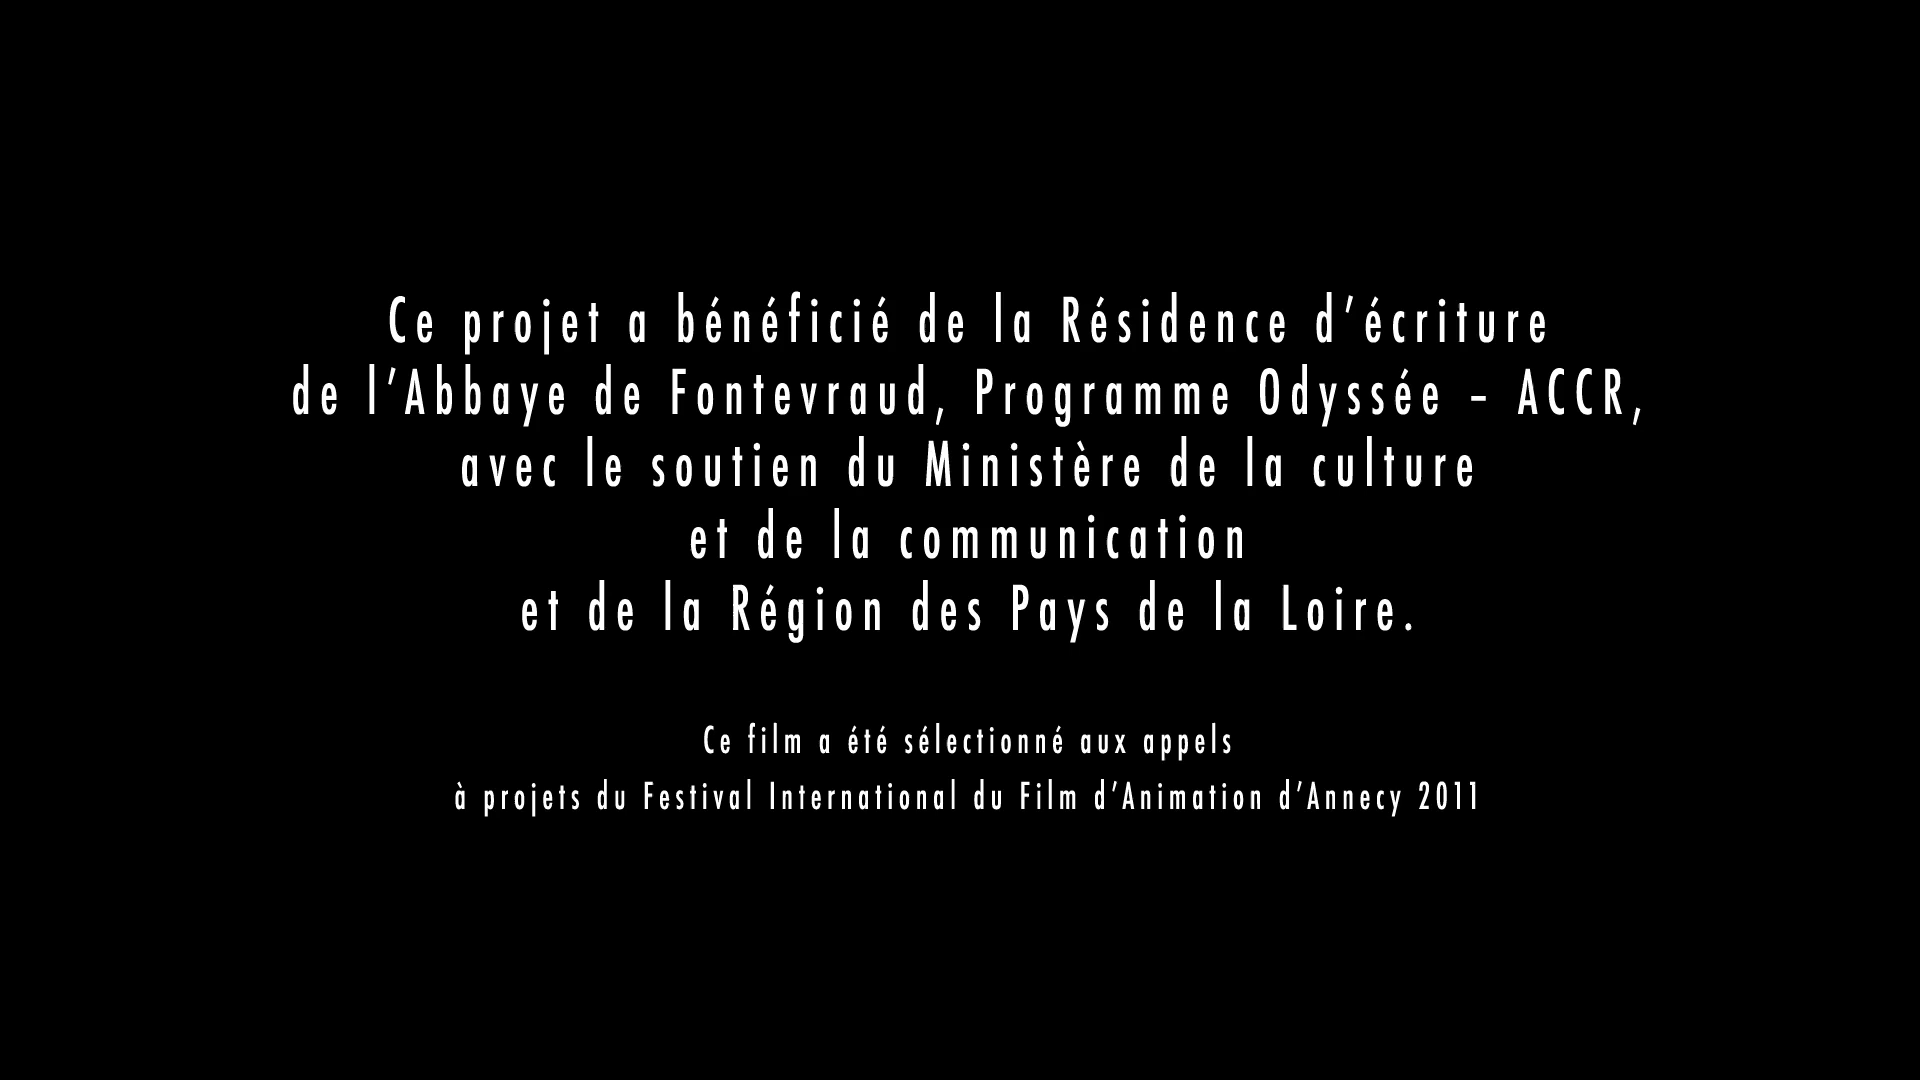 Ce projet a bénéficié de la Résidence d’écriture
de l’Abbaye de Fontevraud, Programme Odyssée – ACCR,
avec le soutien du Ministère de la culture
et de la communication
et de la Région des Pays de la Loire.
Ce film a été sélectionné aux appels
à projets du Festival International du Film d’Animation d’Annecy 2011